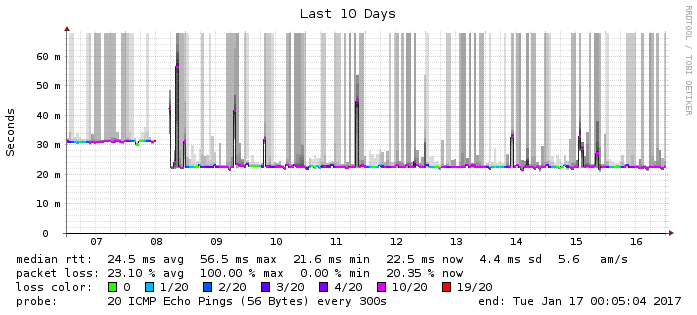 Last 10 Days
RRDTOOL / TOBI OETIKER
Seconds
60 m
50 m
40 m
30 m
20 m
10 m
0
07 08 09 10 11 12 13 14 15 16
median rtt: 24.5 ms avg 56.5 ms max 21.6 ms min 22.5 ms now 4.4 ms sd 5.6 am/s
packet loss: 23.10 % avg 100.00 % max 0.00 % min 20.35 % now
loss color: 0 1/20 2/20 3/20 4/20 10/20 19/20
probe: 20 ICMP Echo Pings (56 Bytes) every 300s end: Tue Jan 17 00:05:04 2017